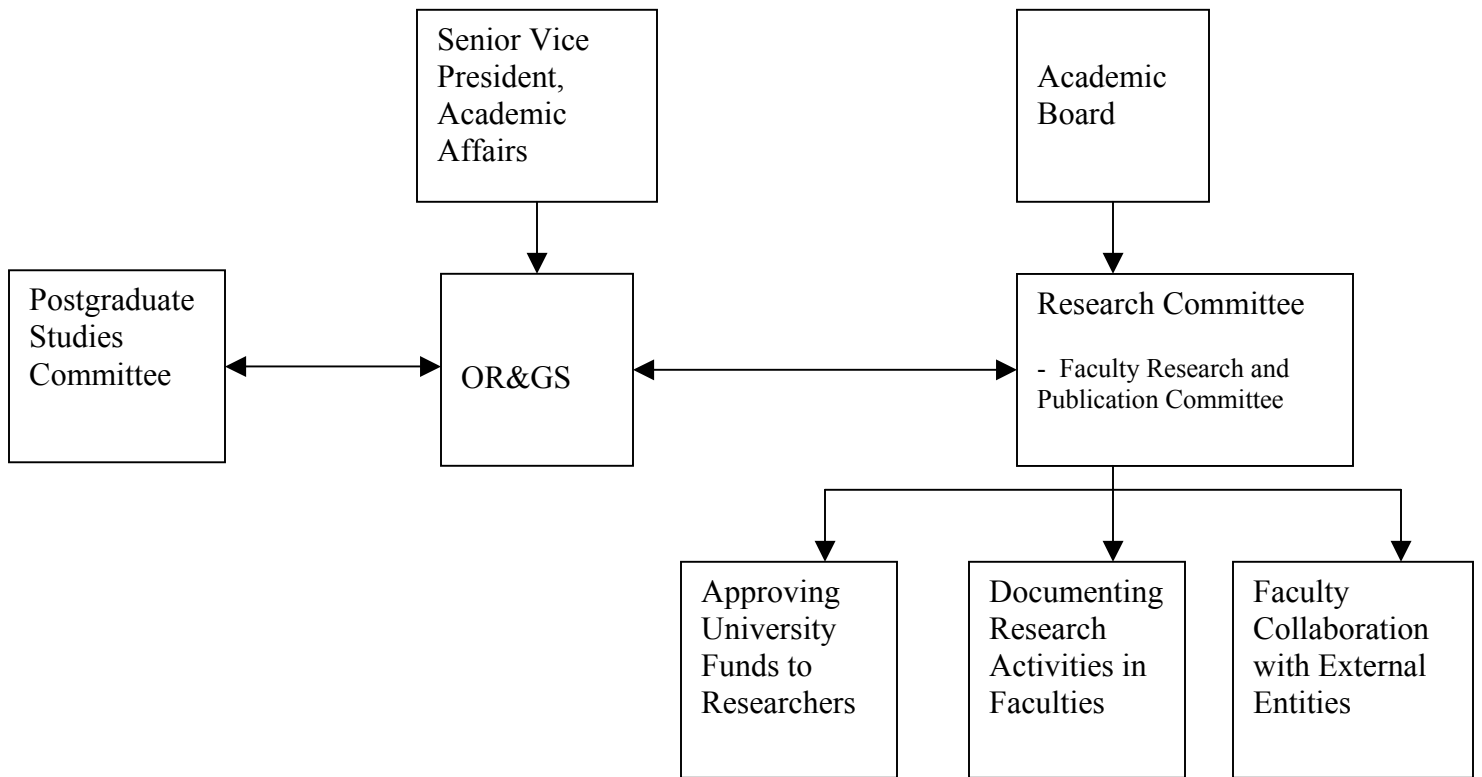 Senior Vice
President,
Academic
Affairs
Academic
Board
Postgraduate
Studies
Committee
OR&GS
Research Committee
- Faculty Research and
Publication Committee
Approving
University
Funds to
Researchers
Documenting
Research
Activities in
Faculties
Faculty
Collaboration
with External
Entities